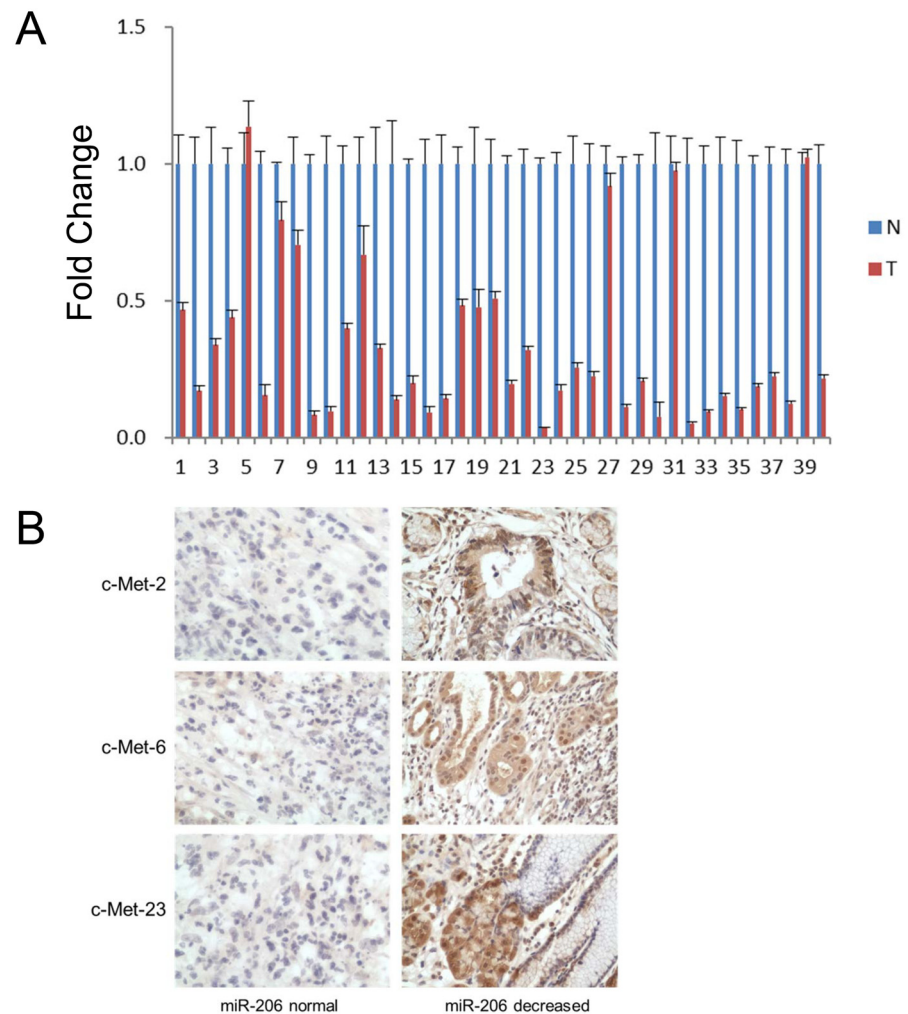 A
1.5
1.0
0.5
0.0
Fold Change
N
T
1 3 5 7 9 11 13 15 17 19 21 23 25 27 29 31 33 35 37 39
B
c-Met-2
c-Met-6
c-Met-23
miR-206 normal miR-206 decreased